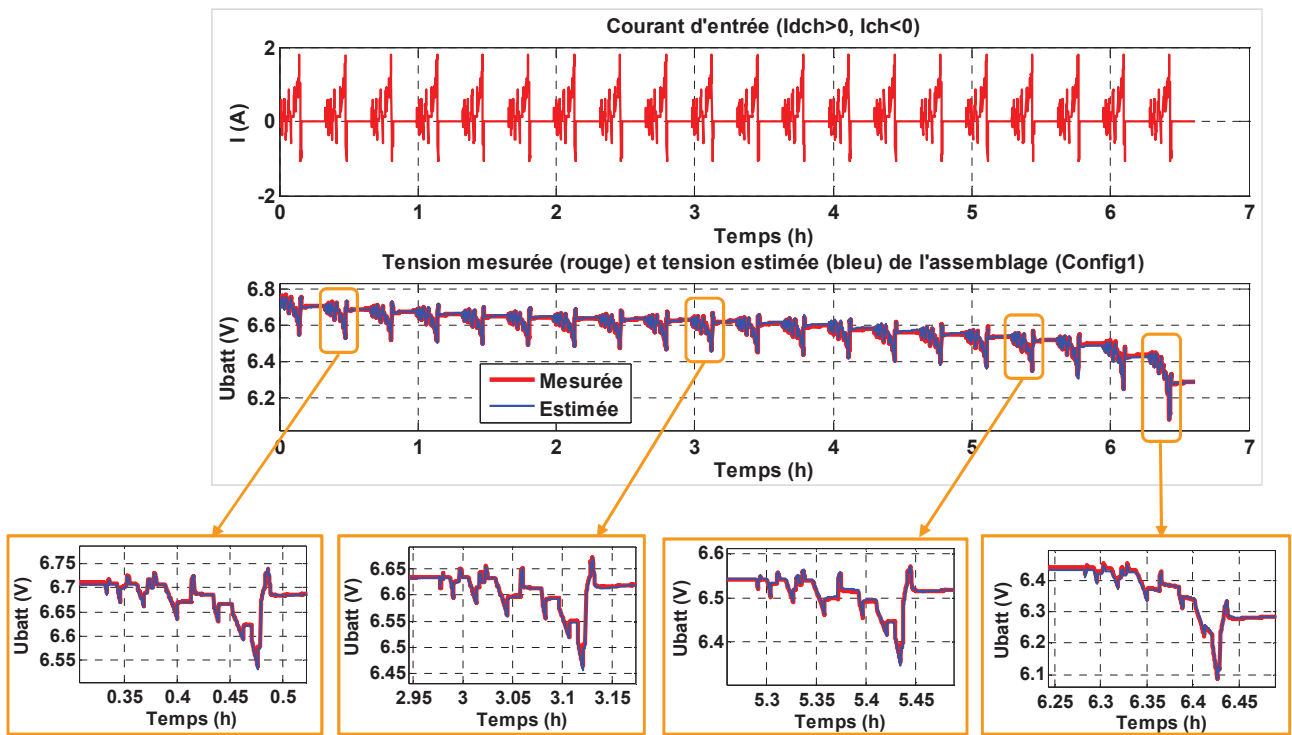 Courant d'entrée (Idch>0, Ich<0)
2
0
-2
I (A)
0 1 2 3 4 5 6 7
Temps (h)
Tension mesurée (rouge) et tension estimée (bleu) de l'assemblage (Config1)
6.8
6.6
6.4
6.2
Ubatt (V)
Mesurée
Estimée
0 1 2 3 4 5 6 7
Temps (h)
6.75
6.7
6.65
6.6
6.55
Ubatt (V)
0.35 0.4 0.45 0.5
Temps (h)
6.65
6.6
6.55
6.5
6.45
Ubatt (V)
2.95 3 3.05 3.1 3.15
Temps (h)
6.6
6.5
6.4
Ubatt (V)
5.3 5.35 5.4 5.45
Temps (h)
6.4
6.3
6.2
6.1
Ubatt (V)
6.25 6.3 6.35 6.4 6.45
Temps (h)